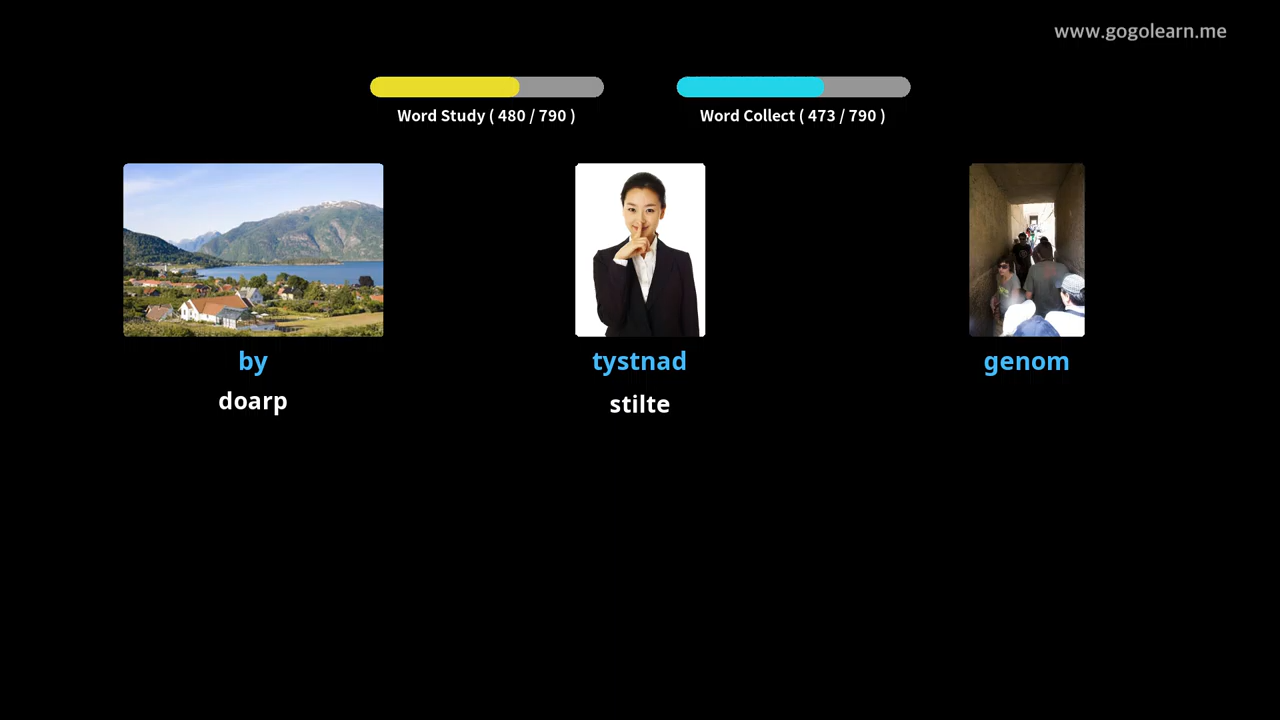 www.gogolearn.me
Word Study ( 480 / 790 )
Word Collect ( 473 / 790 )
by
tystnad
genom
doarp
stilte